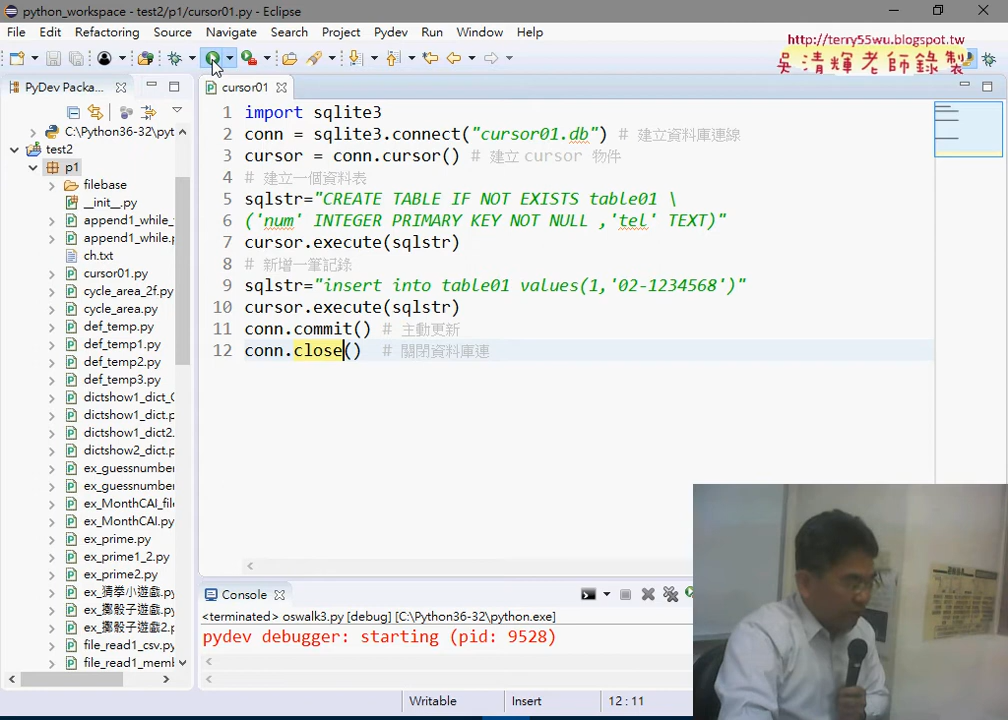 python_workspace - test2/p1/cursor01.py - Eclipse
File Edit Refactoring Source Navigate Search Project Pydev Run Window Help
http://terry55wu.blogspot.tw
吳清輝老師錄製
PyDev Packa...
cursor01
C:\Python36-32\pyt
test2
p1
filebase
__init__.py
append1_while_
append1_while.p
ch.txt
cursor01.py
cycle_area_2f.py
cycle_area.py
def_temp.py
def_temp1.py
def_temp2.py
def_temp3.py
dictshow1_dict_C
dictshow1_dict.p
dictshow1_dict2.
dictshow2_dict.p
ex_guessnumber
ex_guessnumber
ex_MonthCAI_file
ex_MonthCAI.py
ex_prime.py
ex_prime1_2.py
ex_prime2.py
ex_猜拳小遊戲.py
ex_擲骰子遊戲.py
ex_擲骰子遊戲2.p
file_read1_csv.py
file_read1_memb
1 import sqlite3
2 conn = sqlite3.connect("cursor01.db") # 建立資料庫連線
3 cursor = conn.cursor() # 建立 cursor 物件
4 # 建立一個資料表
5 sqlstr="CREATE TABLE IF NOT EXISTS table01 \
6 ('num' INTEGER PRIMARY KEY NOT NULL ,'tel' TEXT)"
7 cursor.execute(sqlstr)
8 # 新增一筆記錄
9 sqlstr="insert into table01 values(1,'02-1234568')"
10 cursor.execute(sqlstr)
11 conn.commit() # 主動更新
12 conn.close() # 關閉資料庫連
Console
<terminated> oswalk3.py [debug] [C:\Python36-32\python.exe]
pydev debugger: starting (pid: 9528)
Writable Insert 12:11